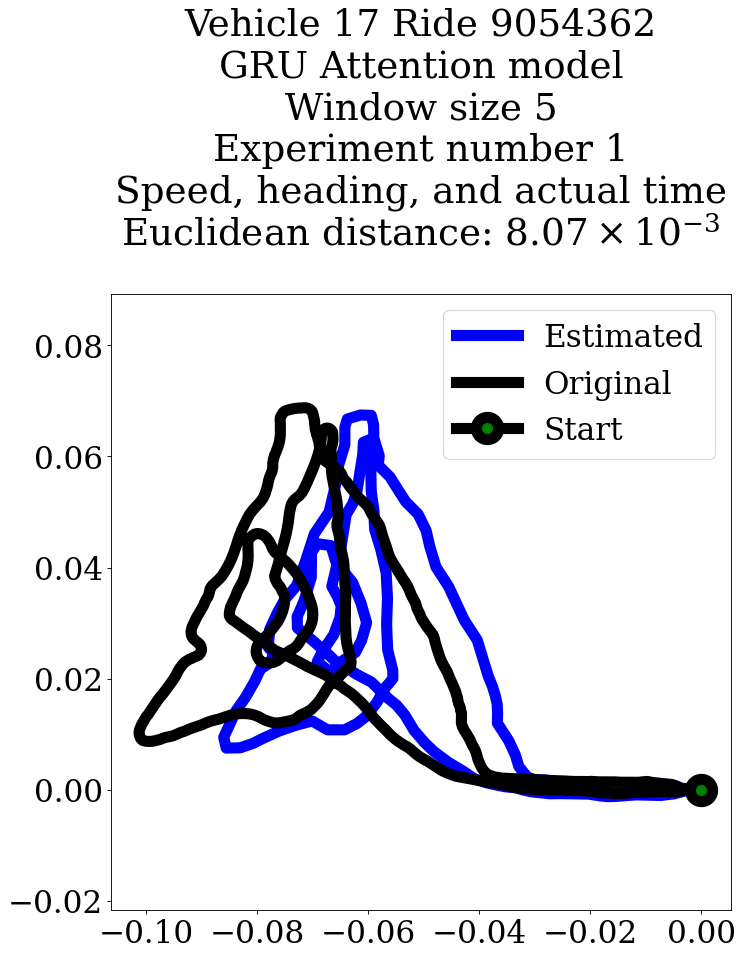 Vehicle 17 Ride 9054362
GRU Attention model
Window size 5
Experiment number 1
Speed, heading, and actual time
Euclidean distance: 8.07 × 10⁻³
Estimated
Original
Start
0.08
0.06
0.04
0.02
0.00
−0.02
−0.10 −0.08 −0.06 −0.04 −0.02 0.00